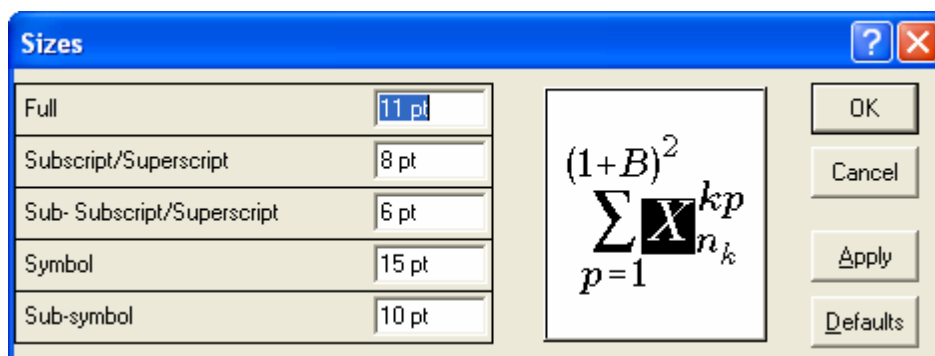 Sizes
Full 11 pt OK
Subscript/Superscript 8 pt Cancel
Sub- Subscript/Superscript 6 pt
Symbol 15 pt Apply
Sub-symbol 10 pt Defaults
(1+B)²
∑ X kp
n k
p=1